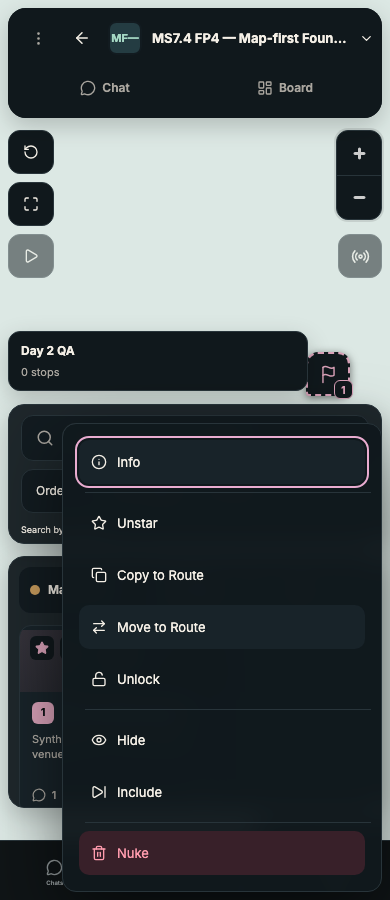 MF—
MS7.4 FP4 — Map-first Foun...
Chat
Board
Day 2 QA
0 stops
1
Orde
Search by
Info
Unstar
Copy to Route
Move to Route
Unlock
Hide
Include
Nuke
Ma
1
Synth
venue
1
Chats